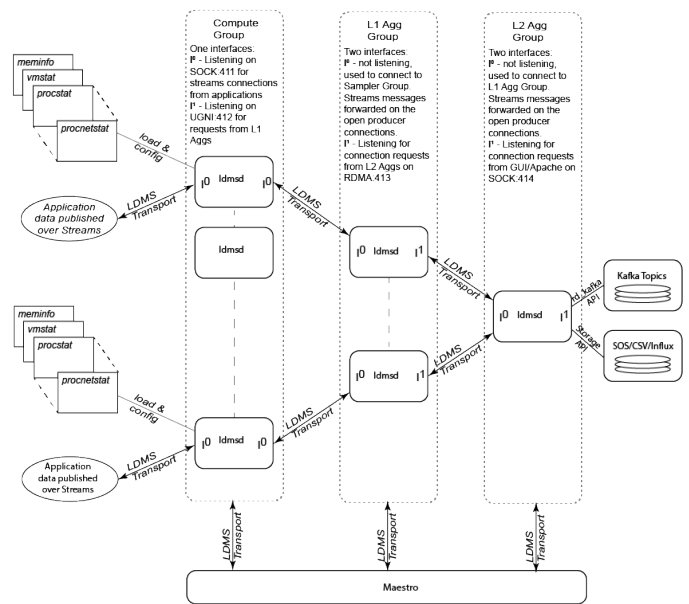 Compute
Group
One interfaces:
I⁰ - Listening on
SOCK:411 for
streams connections
from applications
I¹ - Listening on
UGNI:412 for
requests from L1
Aggs
L1 Agg
Group
Two interfaces:
I⁰ - not listening,
used to connect to
Sampler Group.
Streams messages
forwarded on the
open producer
connections.
I¹ - Listening for
connection requests
from L2 Aggs on
RDMA:413
L2 Agg
Group
Two interfaces:
I⁰ - not listening,
used to connect to
L1 Agg Group.
Streams messages
forwarded on the
open producer
connections.
I¹ - Listening for
connection requests
from GUI/Apache on
SOCK:414
meminfo
vmstat
procstat
procnetstat
load &
config
I⁰ ldmsd I⁰
LDMS
Transport
Application
data published
over Streams
ldmsd
LDMS
Transport
I⁰ ldmsd I¹
LDMS
Transport
I⁰ ldmsd I¹
rd_kafka
API
Kafka Topics
Storage
API
SOS/CSV/Influx
meminfo
vmstat
procstat
procnetstat
load &
config
I⁰ ldmsd I⁰
LDMS
Transport
Application
data published
over Streams
LDMS
Transport
I⁰ ldmsd I¹
LDMS
Transport
LDMS
Transport
LDMS
Transport
LDMS
Transport
Maestro